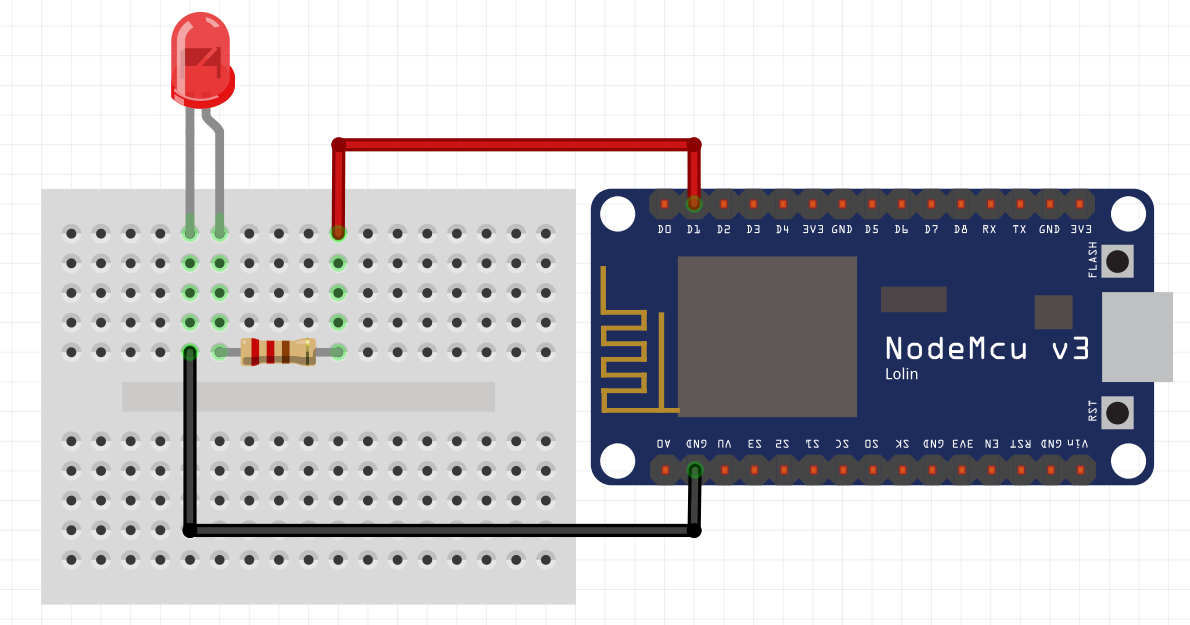 D0 D1 D2 D3 D4 3V3 GND D5 D6 D7 D8 RX TX GND 3V3
FLASH
NodeMcu v3
Lolin
RST
A0 GND VU S3 S2 S1 SC S0 SK GND 3V3 EN RST GND Vin